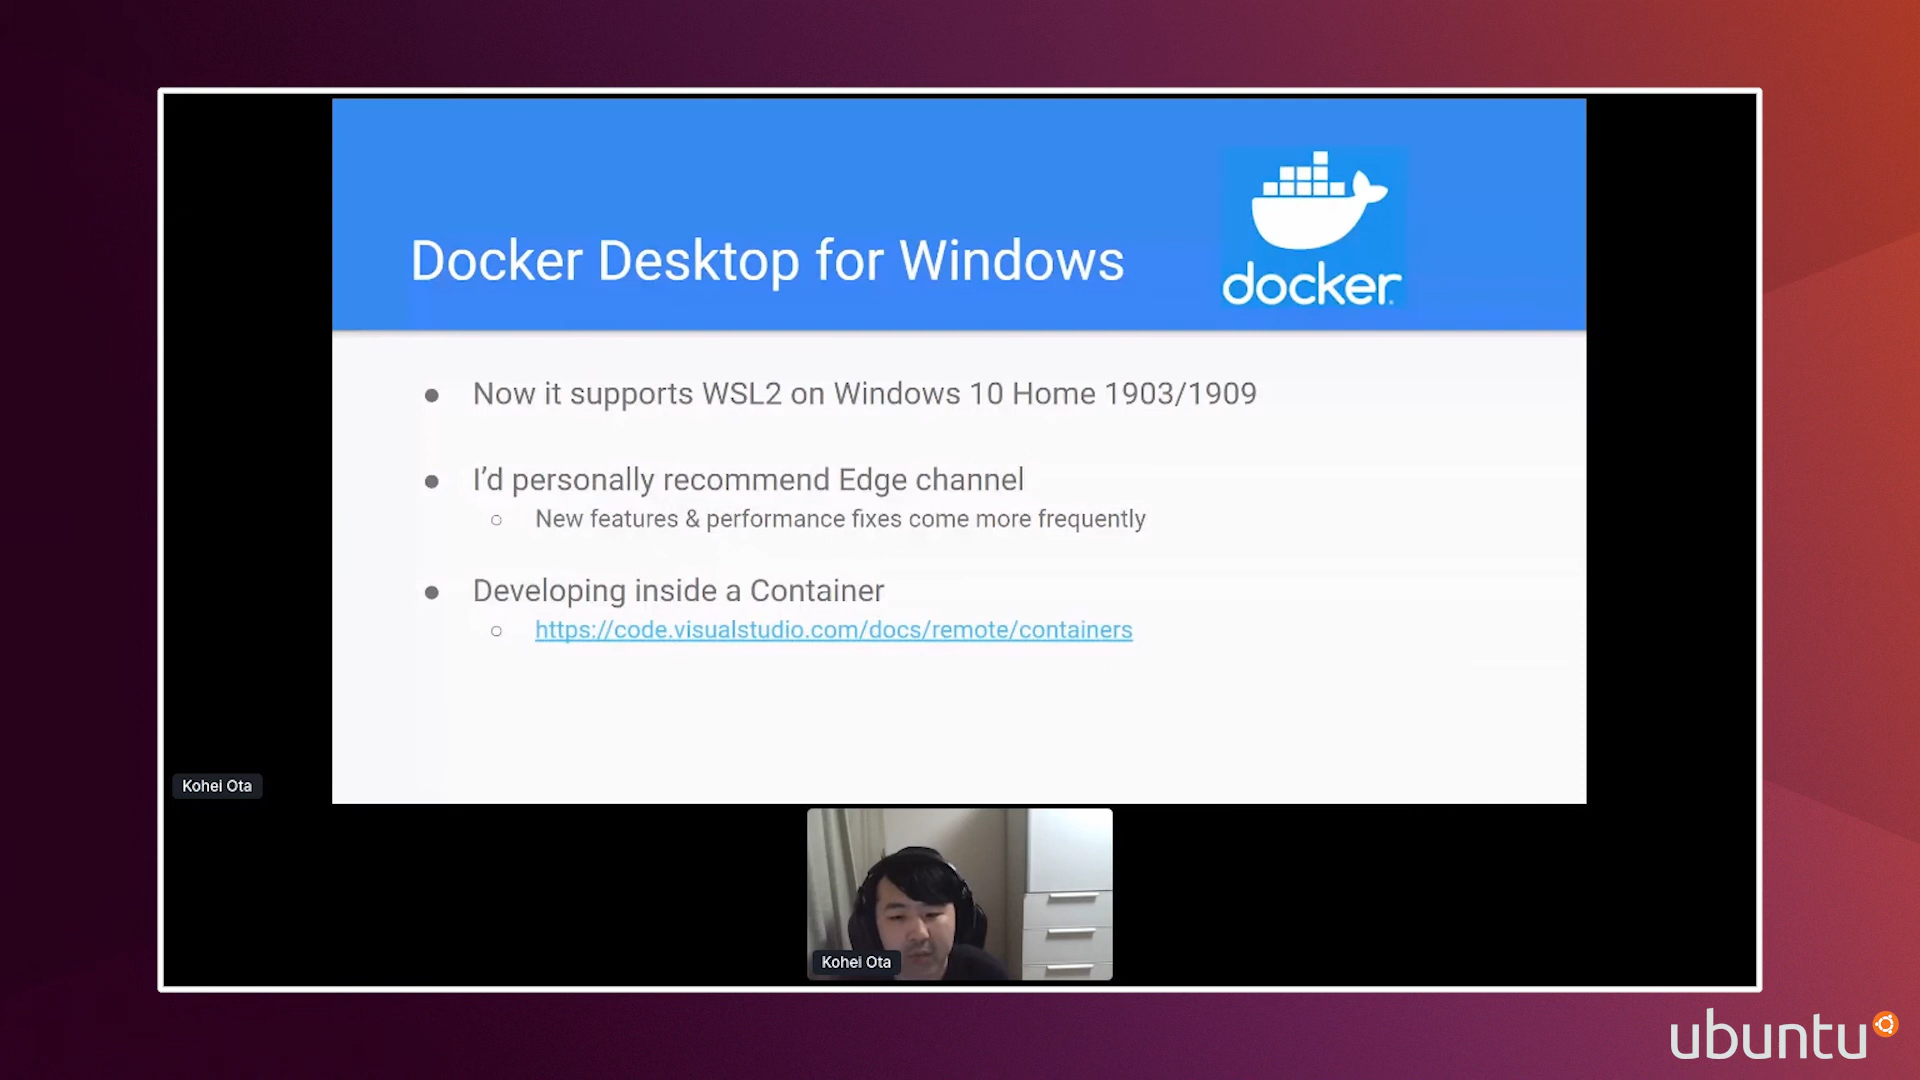 Docker Desktop for Windows
docker
Now it supports WSL2 on Windows 10 Home 1903/1909
I'd personally recommend Edge channel
New features & performance fixes come more frequently
Developing inside a Container
https://code.visualstudio.com/docs/remote/containers
Kohei Ota
Kohei Ota
ubuntu